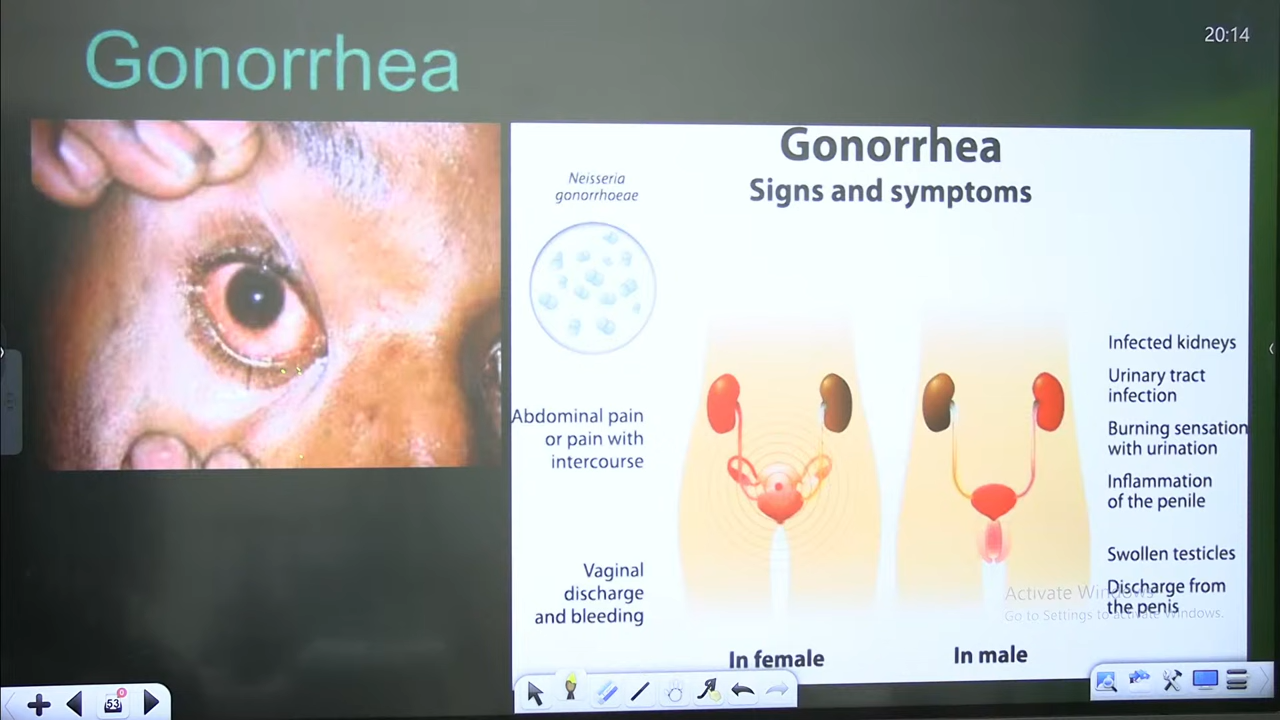 Gonorrhea
20:14
Gonorrhea
Signs and symptoms
Neisseria
gonorrhoeae
Abdominal pain
or pain with
intercourse
Vaginal
discharge
and bleeding
In female
In male
Infected kidneys
Urinary tract
infection
Burning sensation
with urination
Inflammation
of the penile
Swollen testicles
Discharge from
the penis
Activate Windows
Go to Settings to activate Windows.
53
0